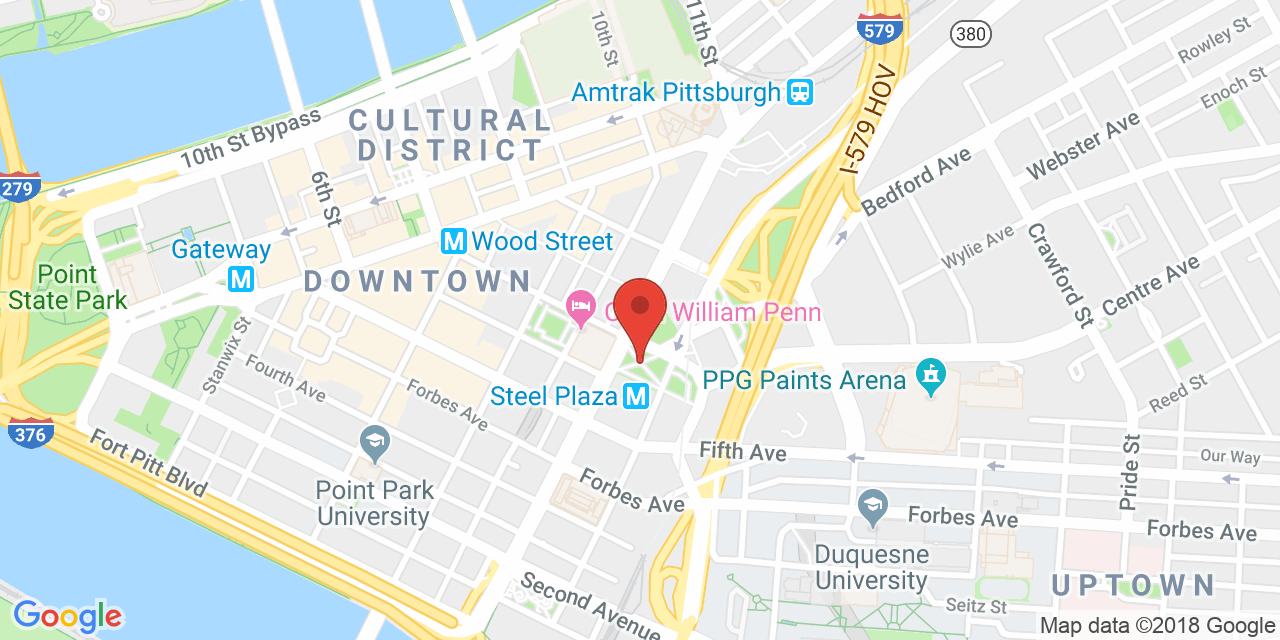 11th St
10th St
579
380
Rowley St
Enoch St
Amtrak Pittsburgh
I-579 HOV
CULTURAL
DISTRICT
10th St Bypass
Webster Ave
Bedford Ave
279
6th St
Wood Street
Gateway
Wylie Ave
Crawford St
Centre Ave
Point
State Park
DOWNTOWN
William Penn
Stanwix St
Fourth Ave
Forbes Ave
Steel Plaza
PPG Paints Arena
Reed St
376
Fort Pitt Blvd
Fifth Ave
Pride St
Our Way
Point Park
University
Forbes Ave
Forbes Ave
Forbes Ave
Duquesne
University
UPTOWN
Second Avenue
Seitz St
Google
Map data ©2018 Google